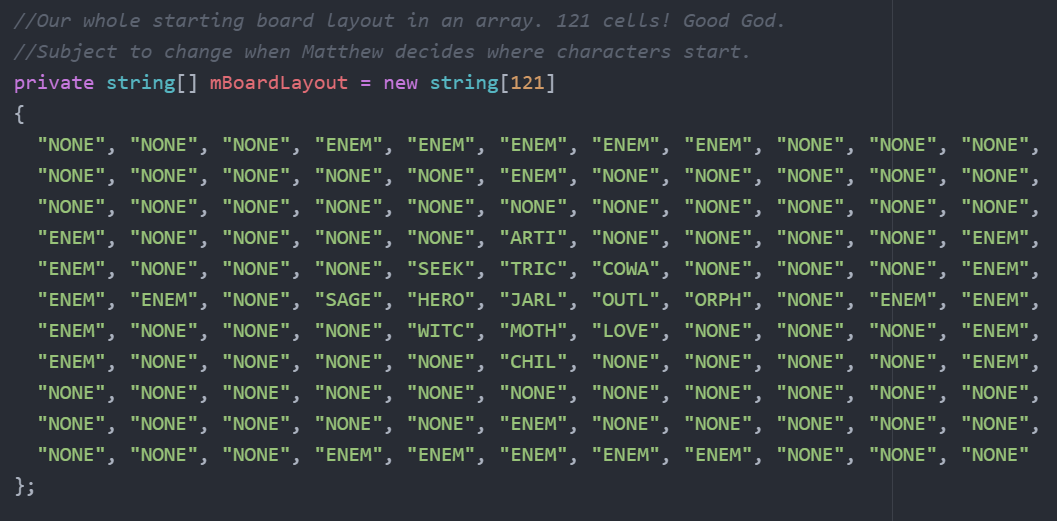 //Our whole starting board layout in an array. 121 cells! Good God.
//Subject to change when Matthew decides where characters start.
private string[] mBoardLayout = new string[121]
{
"NONE", "NONE", "NONE", "ENEM", "ENEM", "ENEM", "ENEM", "ENEM", "NONE", "NONE", "NONE",
"NONE", "NONE", "NONE", "NONE", "NONE", "ENEM", "NONE", "NONE", "NONE", "NONE", "NONE",
"NONE", "NONE", "NONE", "NONE", "NONE", "NONE", "NONE", "NONE", "NONE", "NONE", "NONE",
"ENEM", "NONE", "NONE", "NONE", "NONE", "ARTI", "NONE", "NONE", "NONE", "NONE", "ENEM",
"ENEM", "NONE", "NONE", "NONE", "SEEK", "TRIC", "COWA", "NONE", "NONE", "NONE", "ENEM",
"ENEM", "ENEM", "NONE", "SAGE", "HERO", "JARL", "OUTL", "ORPH", "NONE", "ENEM", "ENEM",
"ENEM", "NONE", "NONE", "NONE", "WITC", "MOTH", "LOVE", "NONE", "NONE", "NONE", "ENEM",
"ENEM", "NONE", "NONE", "NONE", "NONE", "CHIL", "NONE", "NONE", "NONE", "NONE", "ENEM",
"NONE", "NONE", "NONE", "NONE", "NONE", "NONE", "NONE", "NONE", "NONE", "NONE", "NONE",
"NONE", "NONE", "NONE", "NONE", "NONE", "ENEM", "NONE", "NONE", "NONE", "NONE", "NONE",
"NONE", "NONE", "NONE", "ENEM", "ENEM", "ENEM", "ENEM", "ENEM", "NONE", "NONE", "NONE"
};